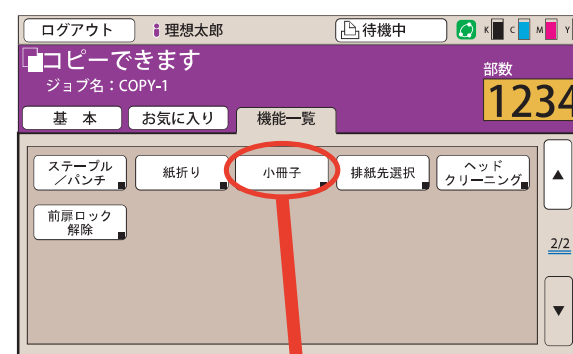 ログアウト 理想太郎 待機中 K C M Y
コピーできます
ジョブ名：COPY-1 部数
1234
基 本 お気に入り 機能一覧
ステープル
／パンチ
紙折り
小冊子
排紙先選択
ヘッド
クリーニング
前扉ロック
解除
2/2